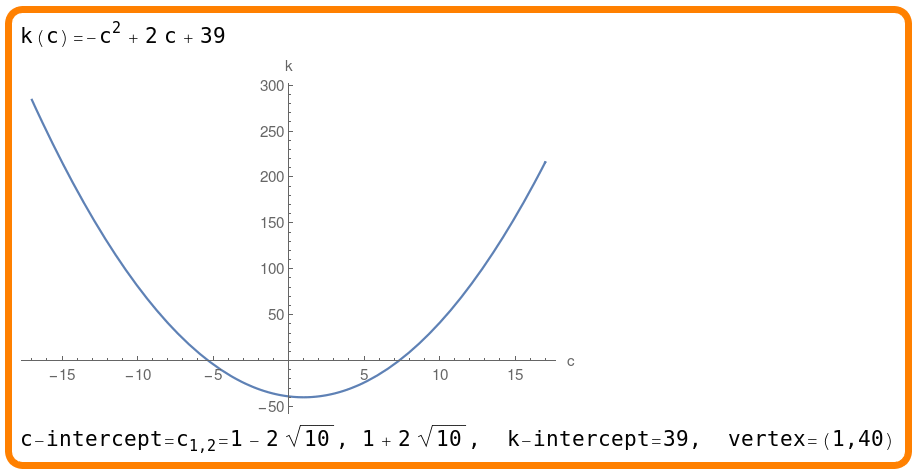 k(c)=-c² + 2 c + 39
k
300
250
200
150
100
50
-15 -10 -5 5 10 15 c
-50
c-intercept=c₁,₂=1 - 2 √10 , 1 + 2 √10 , k-intercept=39, vertex=(1,40)